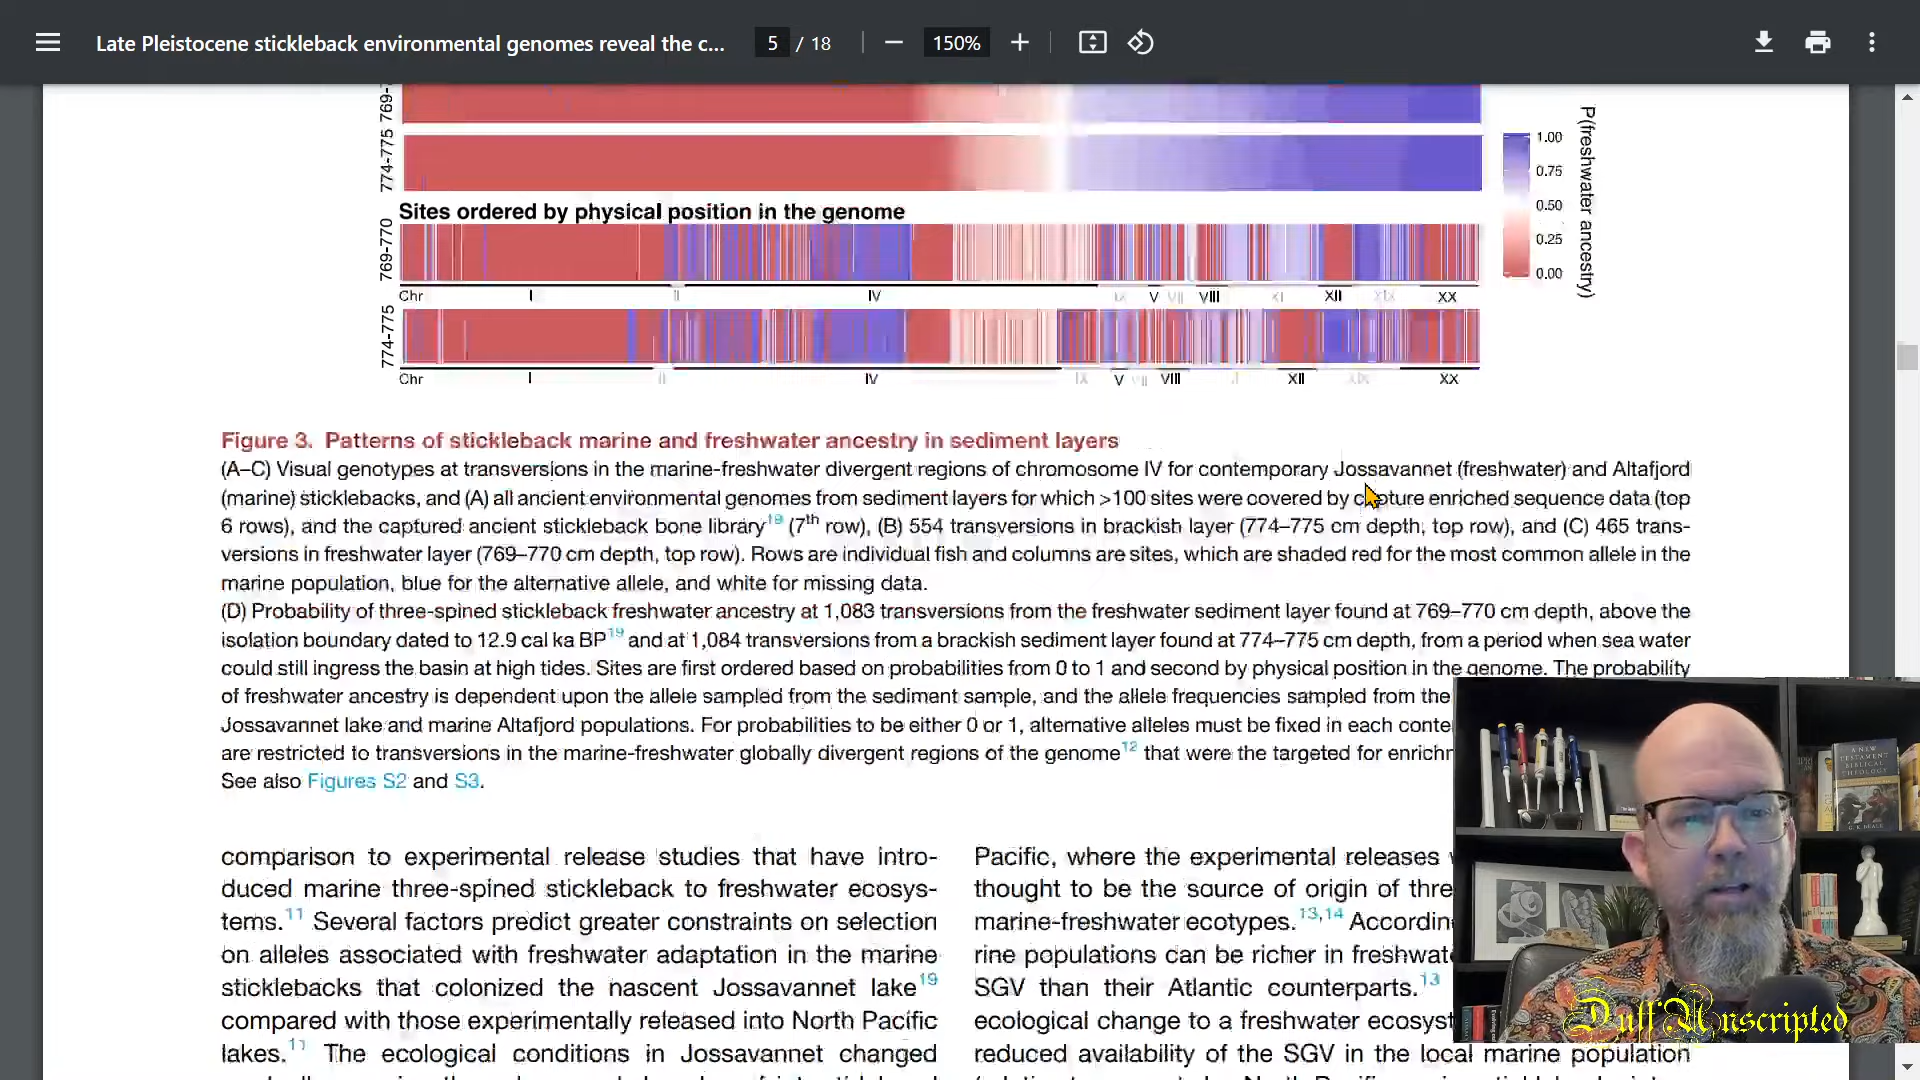 Late Pleistocene stickleback environmental genomes reveal the c...
5 / 18
150%
774-775
769-7
P(freshwater ancestry)
1.00
0.75
0.50
0.25
0.00
Sites ordered by physical position in the genome
769-770
Chr I II IV IX V VII VIII XI XII XIX XX
774-775
Chr I II IV IX V VII VIII XII XIX XX
Figure 3. Patterns of stickleback marine and freshwater ancestry in sediment layers
(A–C) Visual genotypes at transversions in the marine-freshwater divergent regions of chromosome IV for contemporary Jossavannet (freshwater) and Altafjord
(marine) sticklebacks, and (A) all ancient environmental genomes from sediment layers for which >100 sites were covered by capture enriched sequence data (top
6 rows), and the captured ancient stickleback bone library19 (7th row), (B) 554 transversions in brackish layer (774–775 cm depth, top row), and (C) 465 trans-
versions in freshwater layer (769–770 cm depth, top row). Rows are individual fish and columns are sites, which are shaded red for the most common allele in the
marine population, blue for the alternative allele, and white for missing data.
(D) Probability of three-spined stickleback freshwater ancestry at 1,083 transversions from the freshwater sediment layer found at 769–770 cm depth, above the
isolation boundary dated to 12.9 cal ka BP19 and at 1,084 transversions from a brackish sediment layer found at 774–775 cm depth, from a period when sea water
could still ingress the basin at high tides. Sites are first ordered based on probabilities from 0 to 1 and second by physical position in the genome. The probability
of freshwater ancestry is dependent upon the allele sampled from the sediment sample, and the allele frequencies sampled from the
Jossavannet lake and marine Altafjord populations. For probabilities to be either 0 or 1, alternative alleles must be fixed in each conte
are restricted to transversions in the marine-freshwater globally divergent regions of the genome12 that were the targeted for enrichr
See also Figures S2 and S3.
comparison to experimental release studies that have intro-
duced marine three-spined stickleback to freshwater ecosys-
tems.11 Several factors predict greater constraints on selection
on alleles associated with freshwater adaptation in the marine
sticklebacks that colonized the nascent Jossavannet lake19
compared with those experimentally released into North Pacific
lakes.11 The ecological conditions in Jossavannet changed
Pacific, where the experimental releases
thought to be the source of origin of thre
marine-freshwater ecotypes.13,14 Accordin
rine populations can be richer in freshwate
SGV than their Atlantic counterparts.13
ecological change to a freshwater ecosyst
reduced availability of the SGV in the local marine population
A NEW
TESTAMENT
BIBLICAL
THEOLOGY
G. K. BEALE
Duff Unscripted